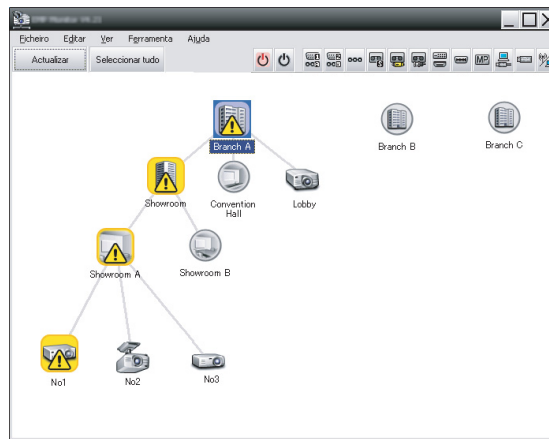 Ficheiro Editar Ver Ferramenta Ajuda
Actualizar Seleccionar tudo
MP
Branch A
Branch B
Branch C
Showroom
Convention Hall
Lobby
Showroom A
Showroom B
No1
No2
No3